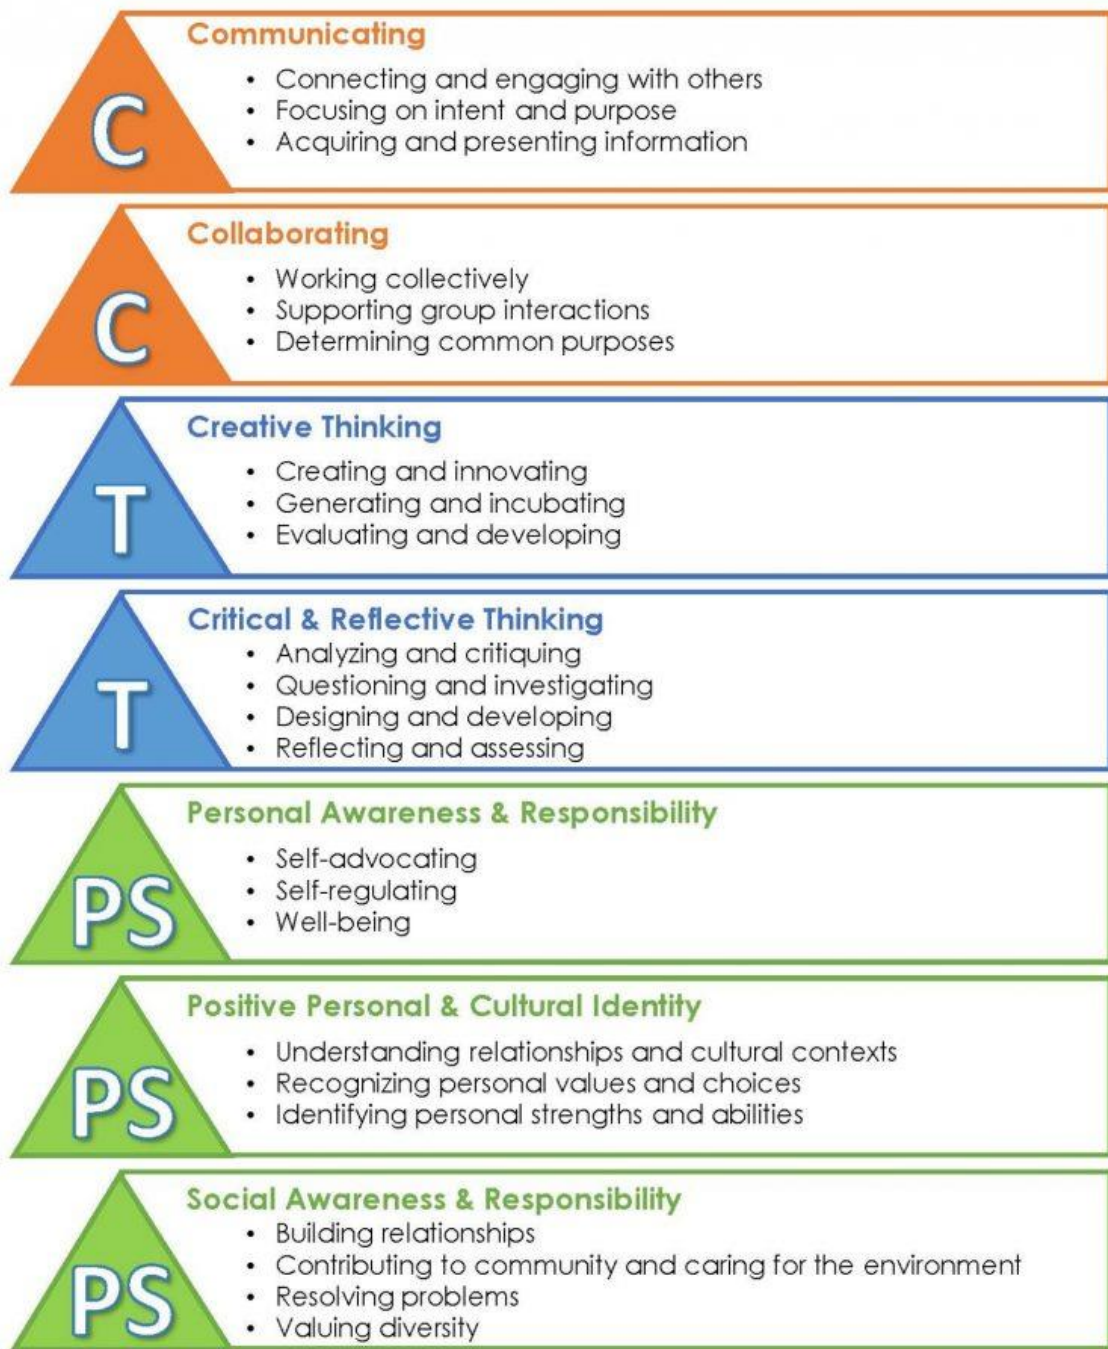 Communicating
• Connecting and engaging with others
• Focusing on intent and purpose
• Acquiring and presenting information
C
Collaborating
• Working collectively
• Supporting group interactions
• Determining common purposes
C
Creative Thinking
• Creating and innovating
• Generating and incubating
• Evaluating and developing
T
Critical & Reflective Thinking
• Analyzing and critiquing
• Questioning and investigating
• Designing and developing
• Reflecting and assessing
T
Personal Awareness & Responsibility
• Self-advocating
• Self-regulating
• Well-being
PS
Positive Personal & Cultural Identity
• Understanding relationships and cultural contexts
• Recognizing personal values and choices
• Identifying personal strengths and abilities
PS
Social Awareness & Responsibility
• Building relationships
• Contributing to community and caring for the environment
• Resolving problems
• Valuing diversity
PS